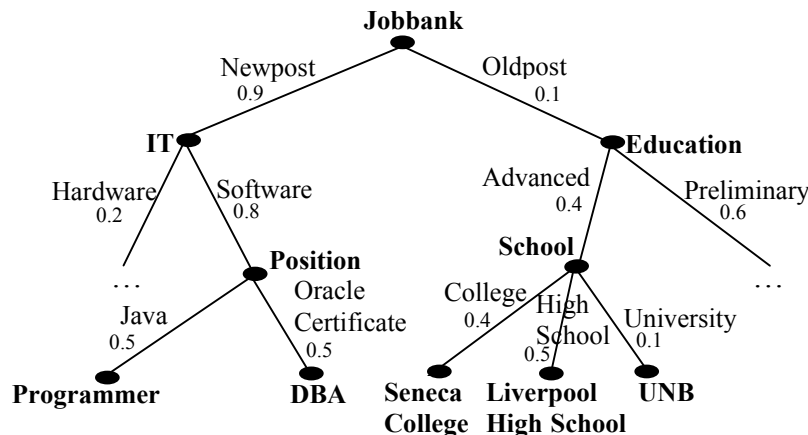 Jobbank
Newpost
0.9
Oldpost
0.1
IT
Education
Hardware
0.2
Software
0.8
Advanced
0.4
Preliminary
0.6
Position
School
...
...
Java
0.5
Oracle
Certificate
0.5
College
0.4
High
School
0.5
University
0.1
Programmer
DBA
Seneca
College
Liverpool
High School
UNB